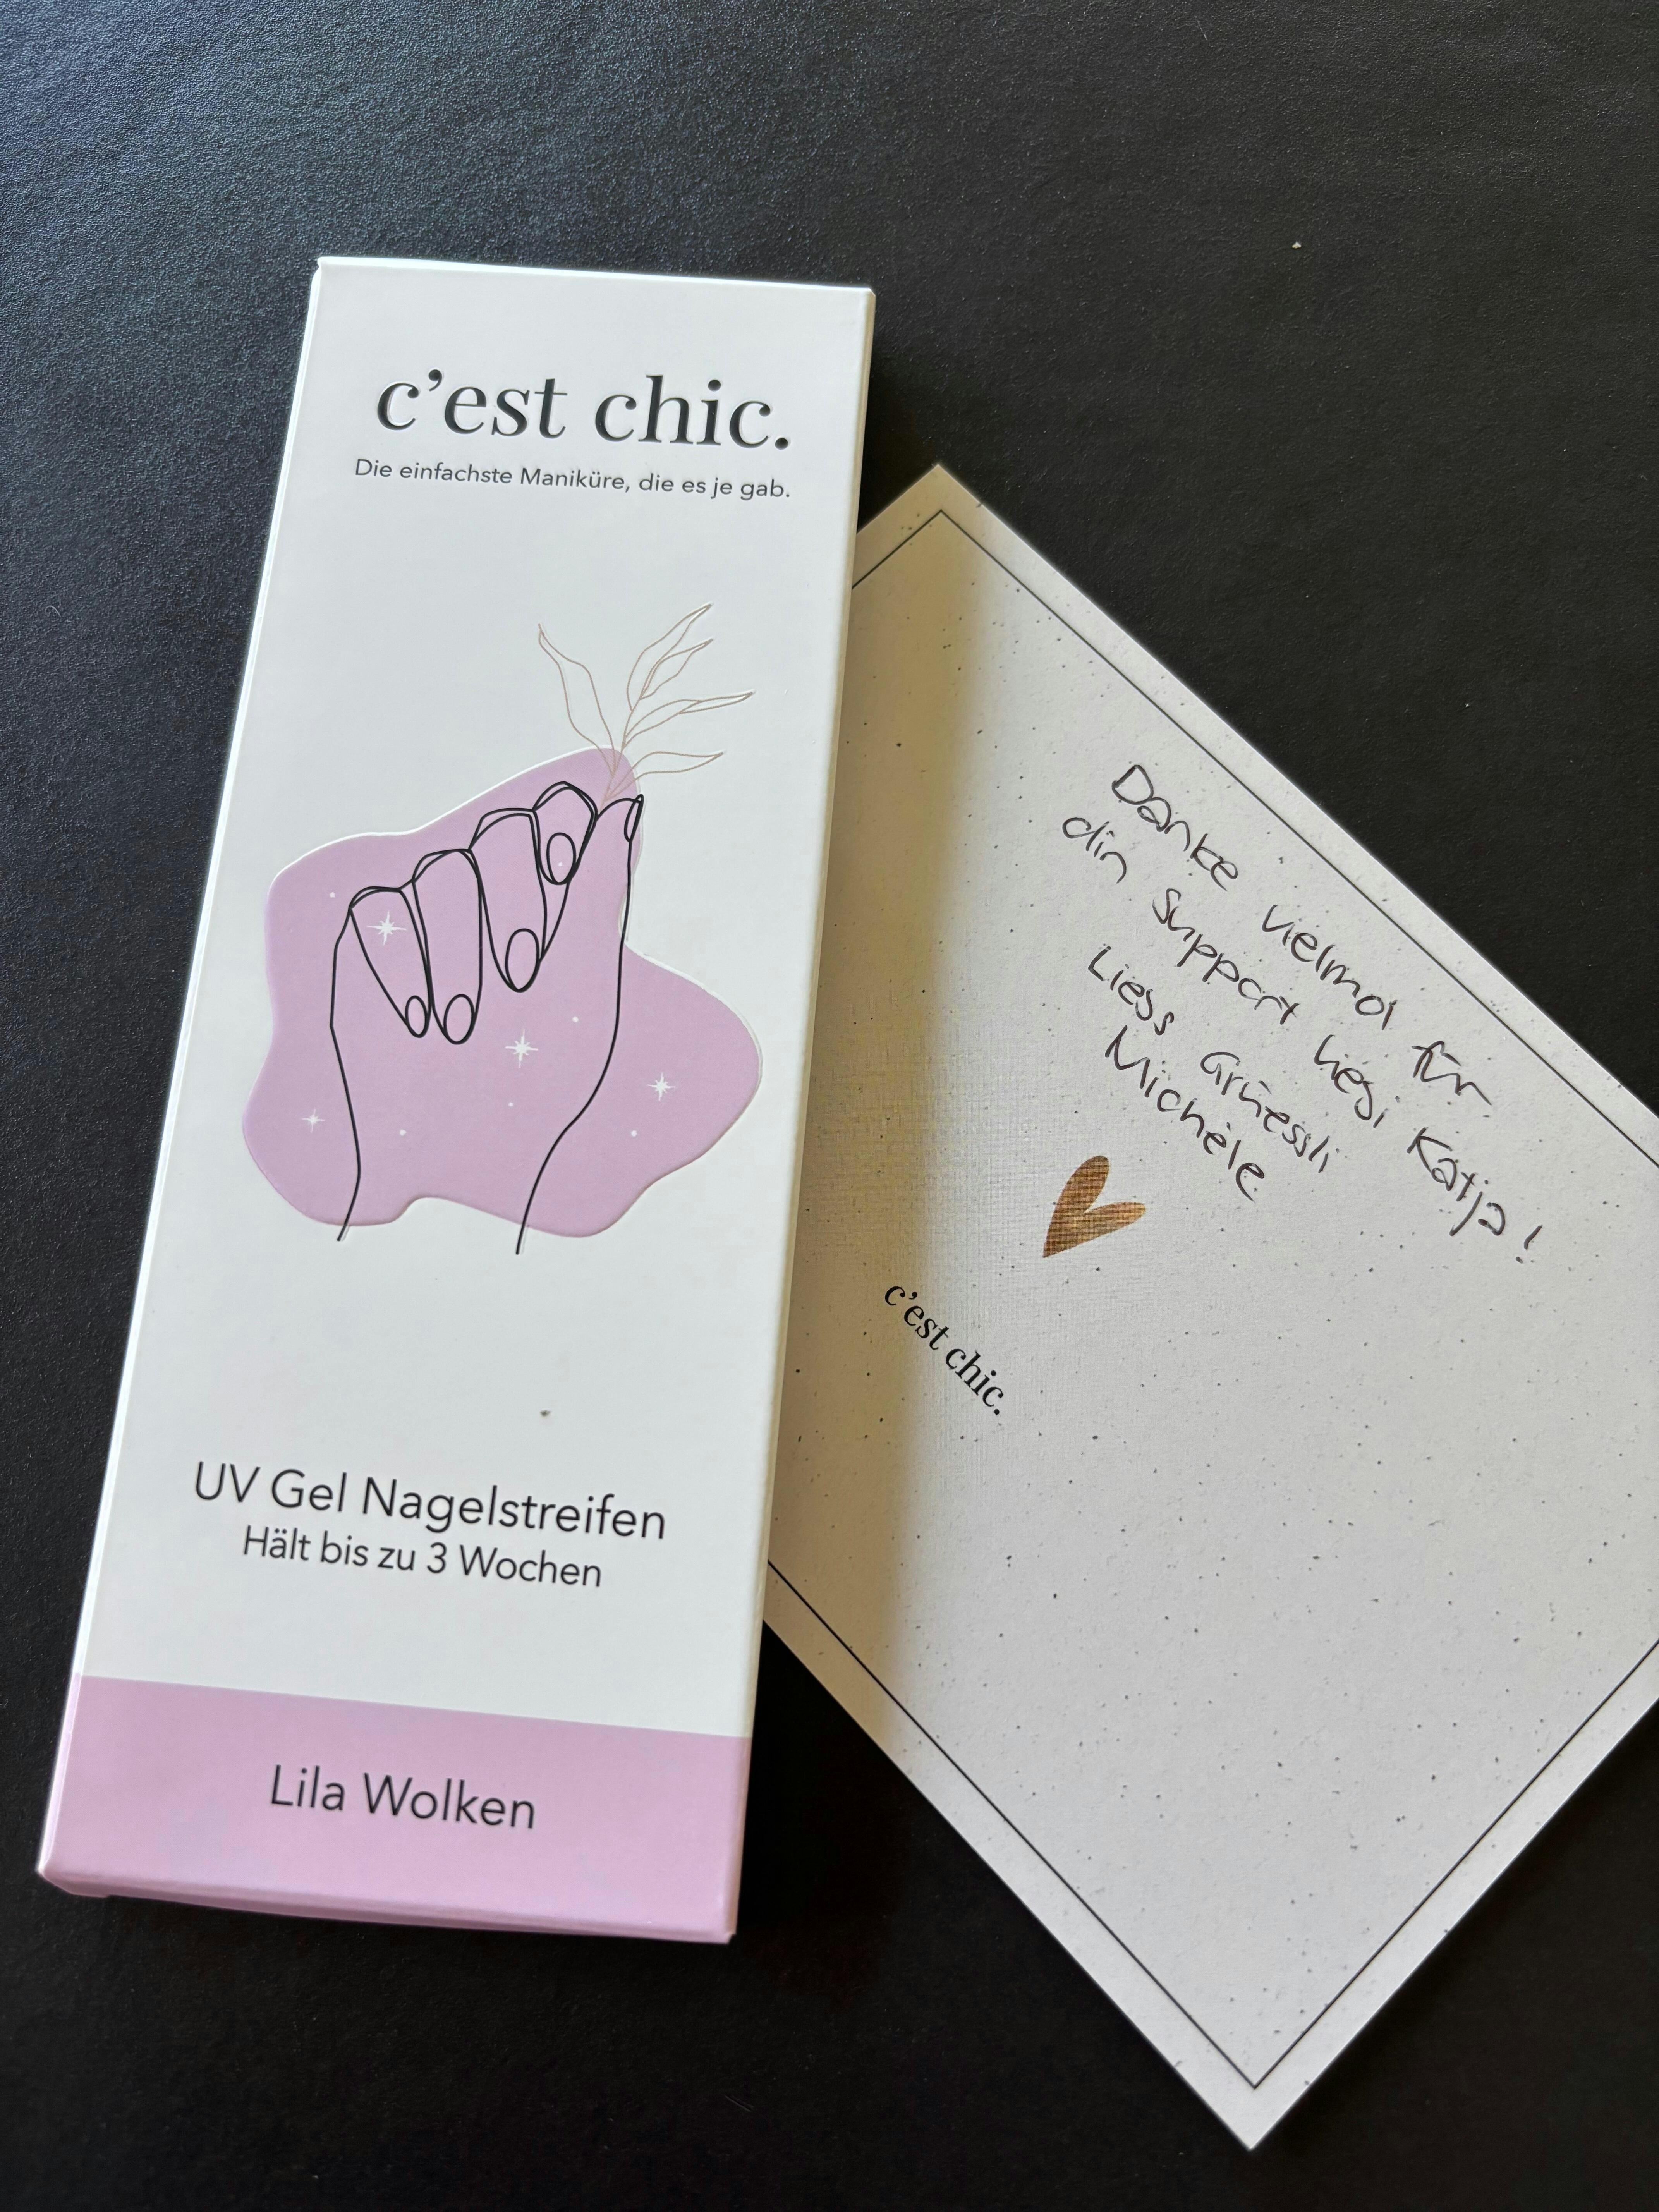 c'est chic.
Die einfachste Maniküre, die es je gab.
UV Gel Nagelstreifen
Hält bis zu 3 Wochen
Lila Wolken
Danke vielmol für
din Support liebi Katja!
Liebs Grüessli
Michèle
c'est chic.